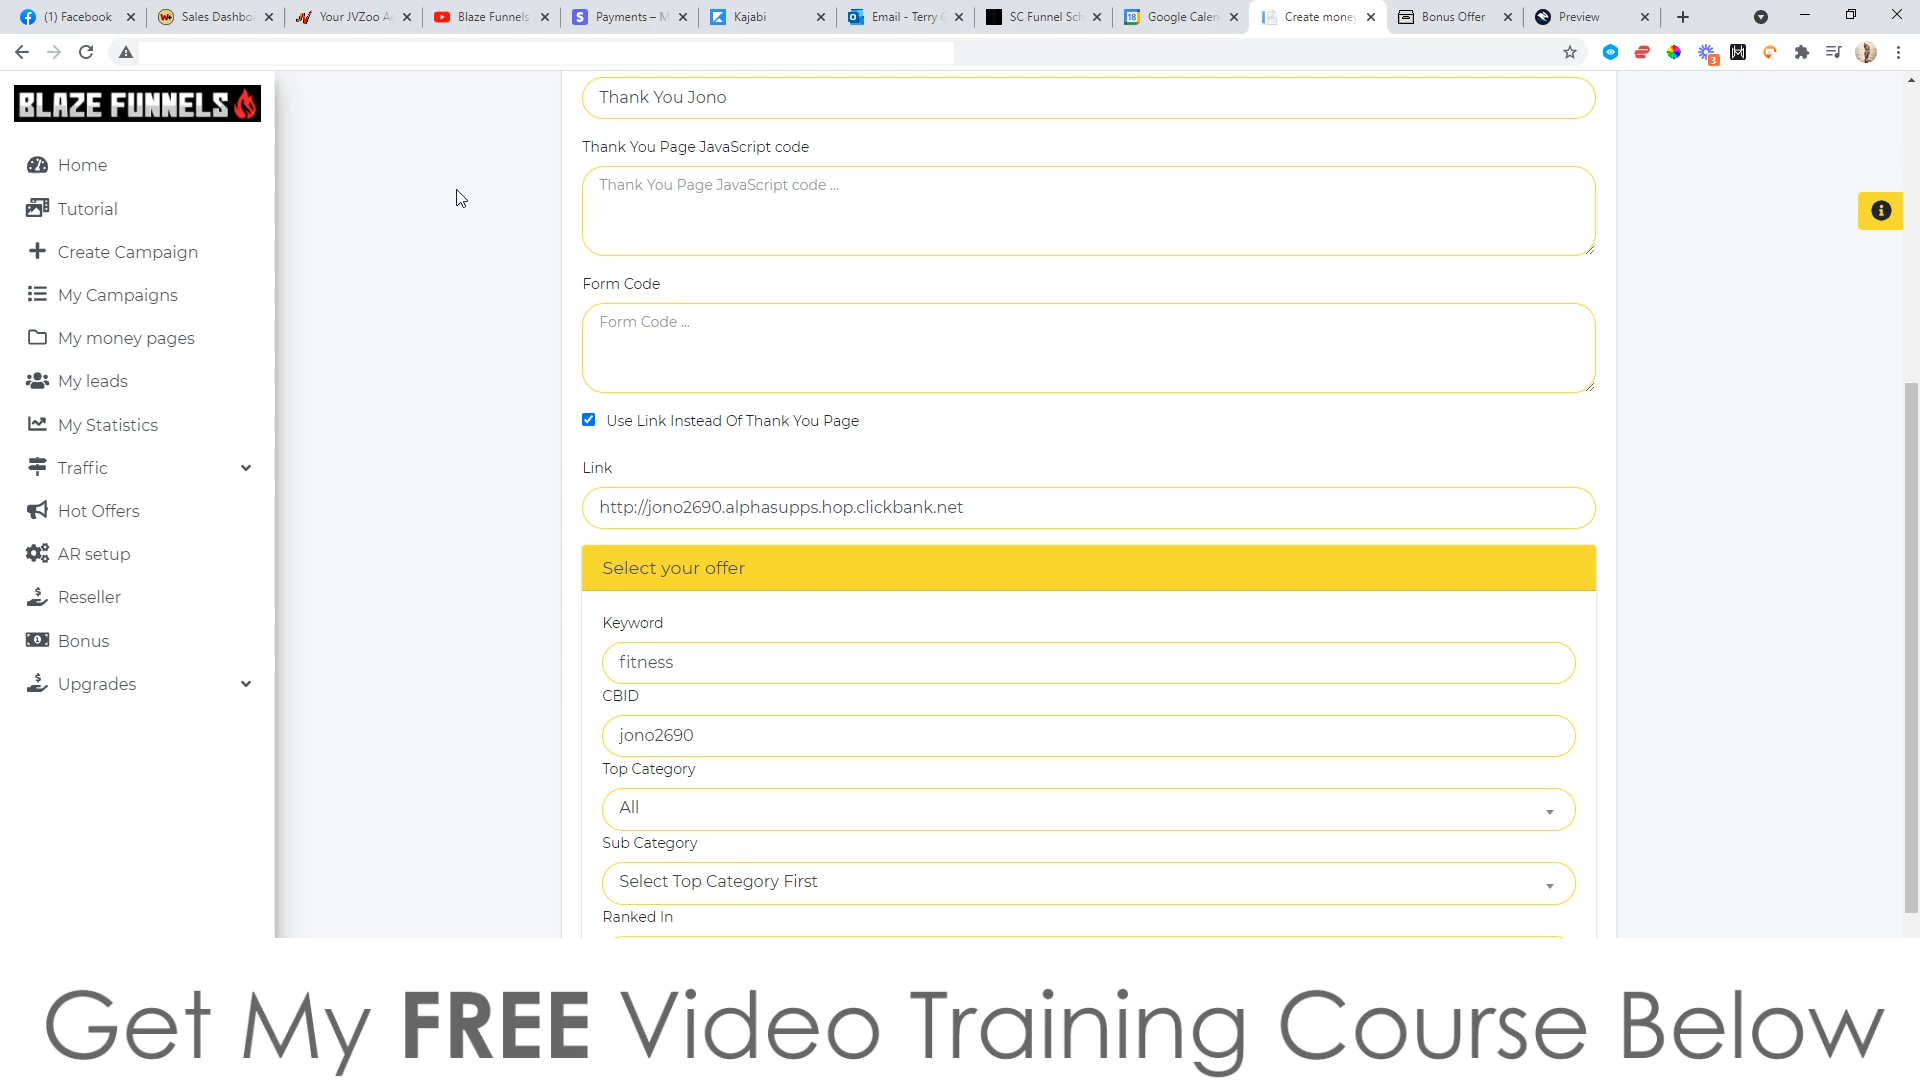 (1) Facebook
Sales Dashbo
Your JVZoo A
Blaze Funnels
Payments – M
Kajabi
Email - Terry
SC Funnel Sch
18
Google Calen
Create money
Bonus Offer
Preview
3
BLAZE FUNNELS
Home
Tutorial
Create Campaign
My Campaigns
My money pages
My leads
My Statistics
Traffic
Hot Offers
AR setup
Reseller
Bonus
Upgrades
Thank You Jono
Thank You Page JavaScript code
Thank You Page JavaScript code ...
Form Code
Form Code ...
Use Link Instead Of Thank You Page
Link
http://jono2690.alphasupps.hop.clickbank.net
Select your offer
Keyword
fitness
CBID
jono2690
Top Category
All
Sub Category
Select Top Category First
Ranked In
Get My FREE Video Training Course Below